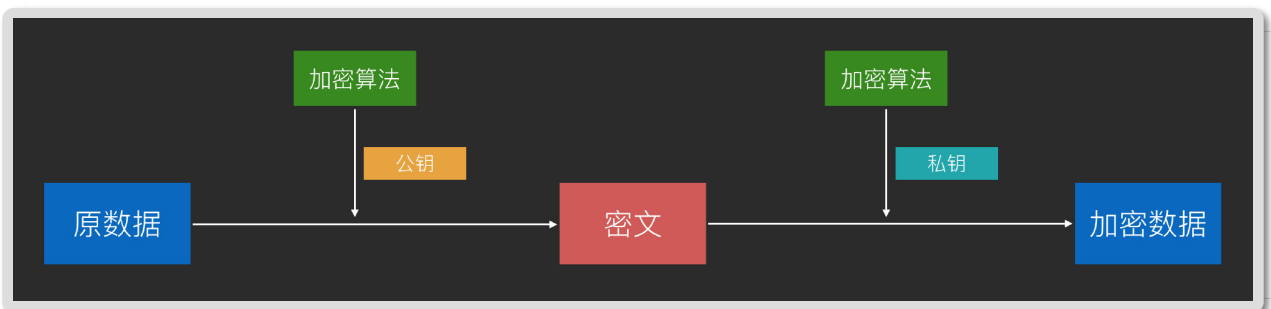 加密算法
加密算法
公钥
私钥
原数据
密文
加密数据